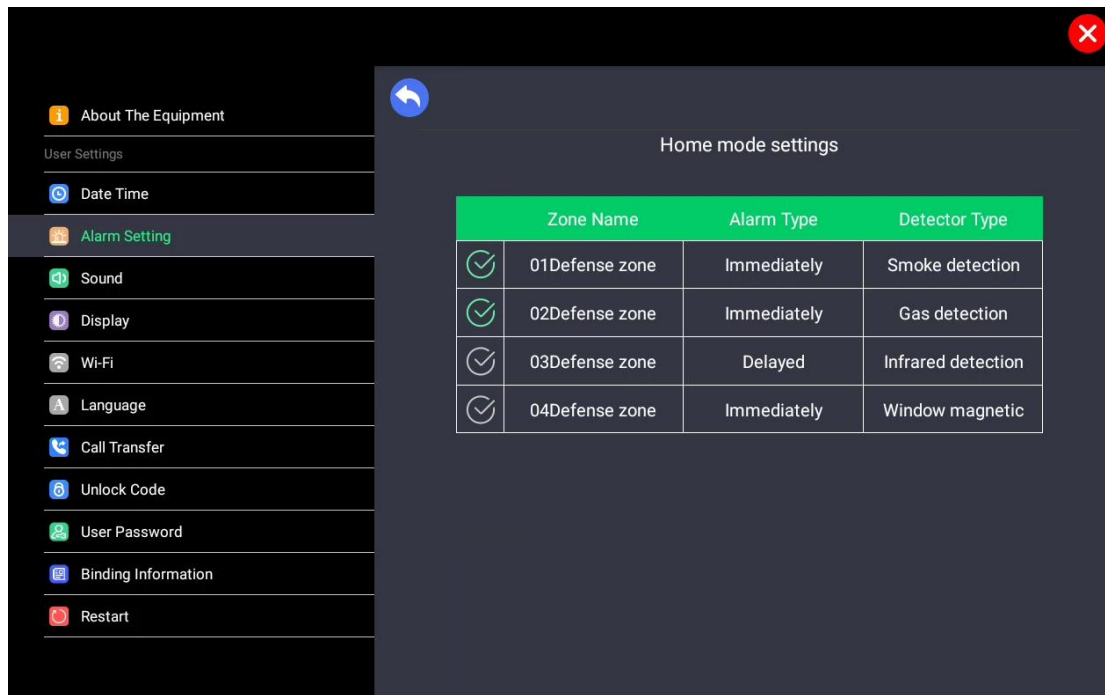 About The Equipment
User Settings
Date Time
Alarm Setting
Sound
Display
Wi-Fi
Language
Call Transfer
Unlock Code
User Password
Binding Information
Restart
Home mode settings
Zone Name Alarm Type Detector Type
01Defense zone Immediately Smoke detection
02Defense zone Immediately Gas detection
03Defense zone Delayed Infrared detection
04Defense zone Immediately Window magnetic